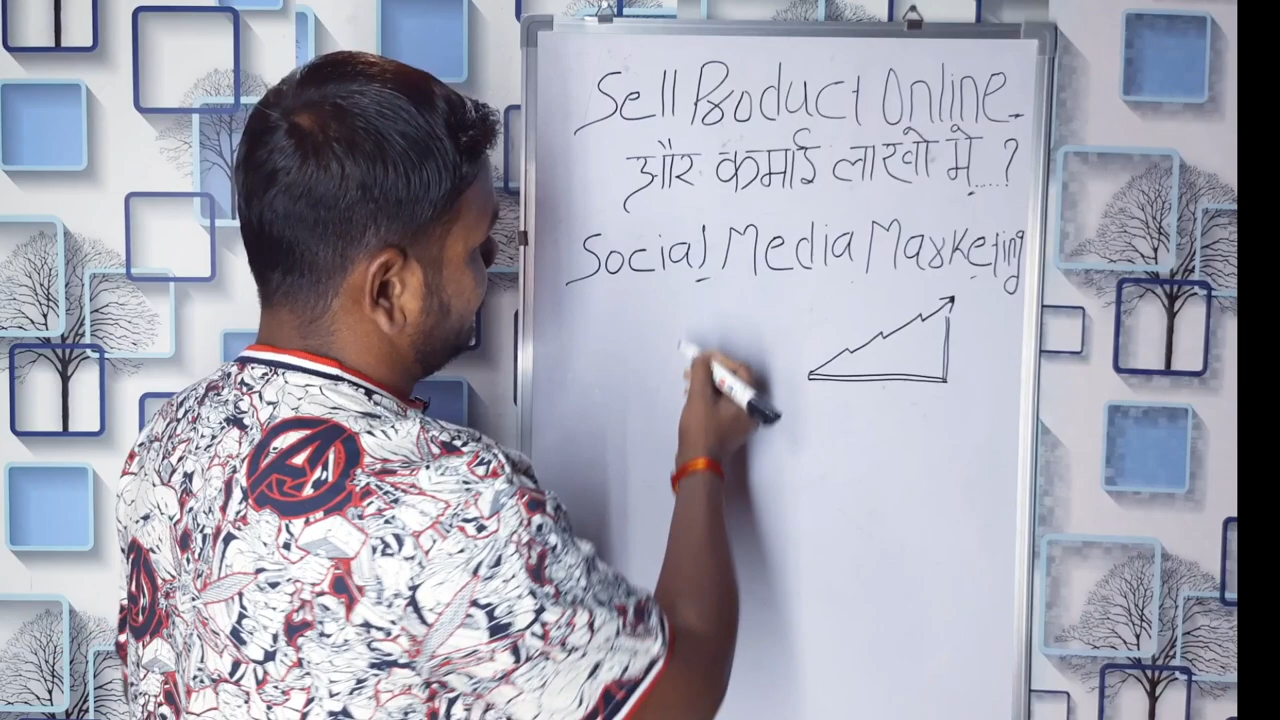 Sell Product Online.
और कमाई लाखो मे....?
Social Media Marketing